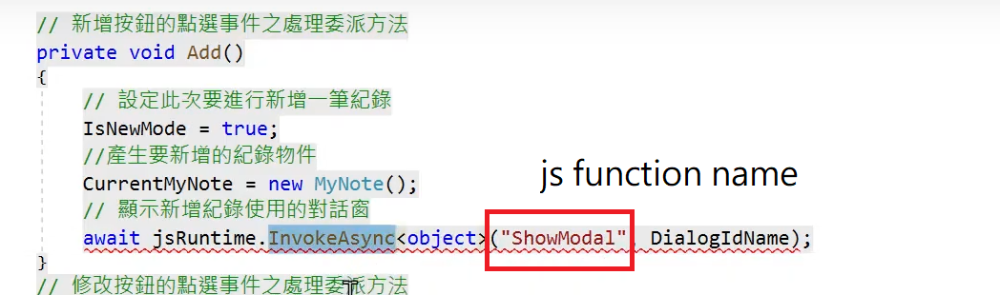 // 新增按鈕的點選事件之處理委派方法
private void Add()
{
// 設定此次要進行新增一筆紀錄
IsNewMode = true;
//產生要新增的紀錄物件
js function name
CurrentMyNote = new MyNote();
// 顯示新增紀錄使用的對話窗
await jsRuntime.InvokeAsync<object>("ShowModal", DialogIdName);
}
// 修改按鈕的點選事件之處理委派方法